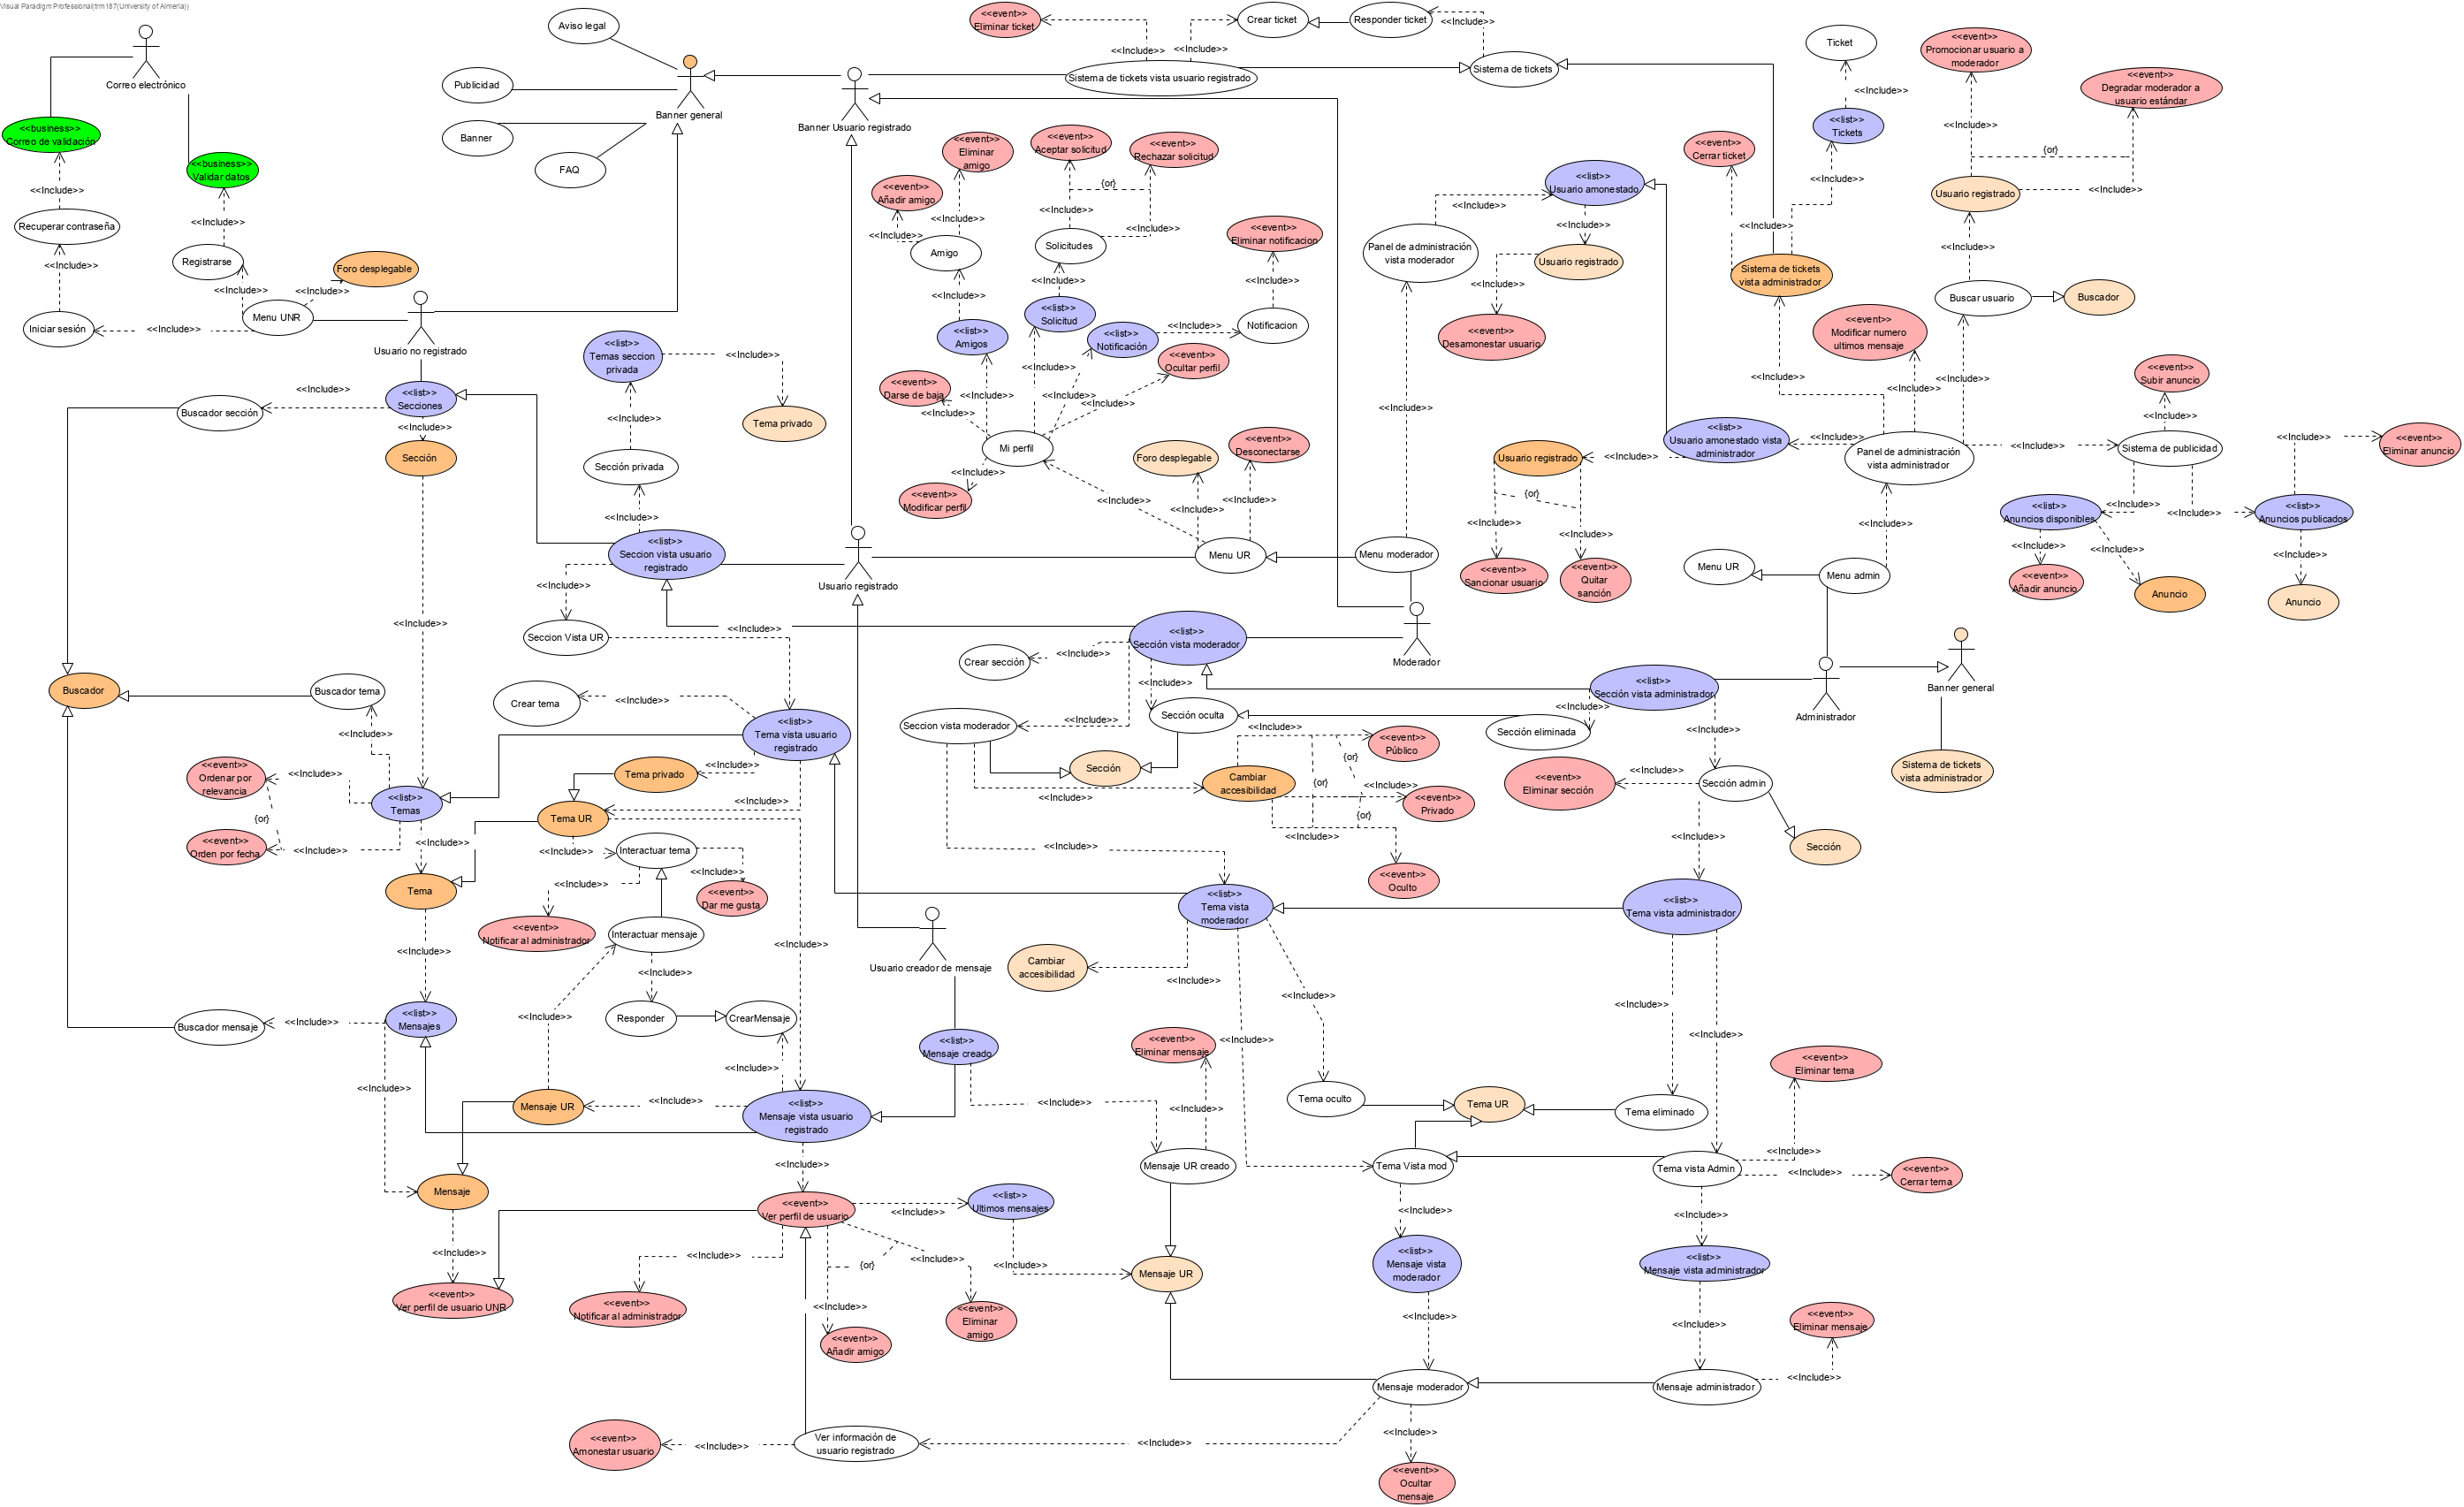 Visual Paradigm Professional(trm187(University of Almeria))
Correo electrónico
<<business>>
Correo de validación
<<Include>>
Recuperar contraseña
<<Include>>
Iniciar sesión
<<business>>
Validar datos
<<Include>>
Registrarse
<<Include>>
<<Include>>
Foro desplegable
Menu UNR
<<Include>>
Usuario no registrado
Aviso legal
Publicidad
Banner
FAQ
Banner general
Banner Usuario registrado
<<event>>
Eliminar ticket
<<Include>>
<<Include>>
Crear ticket
Responder ticket
<<Include>>
Sistema de tickets vista usuario registrado
Sistema de tickets
Ticket
<<Include>>
<<list>>
Tickets
<<Include>>
<<event>>
Cerrar ticket
<<Include>>
Sistema de tickets
vista administrador
<<event>>
Promocionar usuario a
moderador
<<event>>
Degradar moderador a
usuario estándar
<<Include>>
{or}
<<Include>>
Usuario registrado
<<Include>>
Buscar usuario
Buscador
<<event>>
Eliminar
amigo
<<event>>
Añadir amigo
<<Include>>
<<Include>>
Amigo
<<Include>>
<<list>>
Amigos
<<event>>
Aceptar solicitud
<<event>>
Rechazar solicitud
{or}
<<Include>>
<<Include>>
Solicitudes
<<Include>>
<<list>>
Solicitud
<<event>>
Eliminar notificacion
<<Include>>
Notificacion
<<Include>>
<<list>>
Notificación
<<event>>
Ocultar perfil
<<event>>
Darse de baja
<<Include>>
<<Include>>
<<Include>>
<<Include>>
<<Include>>
Mi perfil
<<Include>>
<<event>>
Modificar perfil
Foro desplegable
<<event>>
Desconectarse
<<Include>>
<<Include>>
<<Include>>
Menu UR
Menu moderador
<<Include>>
Panel de administración
vista moderador
<<Include>>
<<list>>
Usuario amonestado
<<Include>>
Usuario registrado
<<Include>>
<<event>>
Desamonestar usuario
<<event>>
Modificar numero
ultimos mensaje
<<Include>>
<<Include>>
<<Include>>
<<list>>
Usuario amonestado vista
administrador
<<Include>>
Panel de administración
vista administrador
<<Include>>
Usuario registrado
<<Include>>
{or}
<<Include>>
<<Include>>
<<event>>
Sancionar usuario
<<event>>
Quitar
sanción
<<event>>
Subir anuncio
<<Include>>
Sistema de publicidad
<<Include>>
<<Include>>
<<Include>>
<<event>>
Eliminar anuncio
<<list>>
Anuncios disponibles
<<list>>
Anuncios publicados
<<Include>>
<<Include>>
<<Include>>
<<event>>
Añadir anuncio
Anuncio
Anuncio
<<Include>>
Menu UR
Menu admin
<<list>>
Secciones
<<Include>>
Buscador sección
<<Include>>
Sección
<<list>>
Temas seccion
privada
<<Include>>
Tema privado
<<Include>>
Sección privada
<<Include>>
<<list>>
Seccion vista usuario
registrado
Usuario registrado
<<Include>>
Seccion Vista UR
<<Include>>
<<Include>>
<<list>>
Sección vista moderador
Moderador
Crear sección
<<Include>>
<<Include>>
Seccion vista moderador
<<Include>>
Sección oculta
<<list>>
Sección vista administrador
Administrador
Banner general
<<Include>>
<<Include>>
Sección eliminada
Sistema de tickets
vista administrador
Buscador
Buscador tema
<<Include>>
Crear tema
<<Include>>
<<list>>
Tema vista usuario
registrado
<<Include>>
Tema privado
<<Include>>
Tema UR
<<event>>
Ordenar por
relevancia
<<Include>>
{or}
<<event>>
Orden por fecha
<<Include>>
<<list>>
Temas
<<Include>>
Tema
Sección
<<Include>>
Cambiar
accesibilidad
<<Include>>
<<event>>
Público
{or}
{or}
<<Include>>
<<event>>
Privado
{or}
<<Include>>
<<event>>
Oculto
<<event>>
Eliminar sección
<<Include>>
Sección admin
<<Include>>
Sección
<<Include>>
Interactuar tema
<<Include>>
<<Include>>
<<event>>
Dar me gusta
<<event>>
Notificar al administrador
Interactuar mensaje
<<Include>>
<<Include>>
<<Include>>
<<Include>>
Responder
CrearMensaje
<<Include>>
Usuario creador de mensaje
<<Include>>
<<list>>
Tema vista
moderador
<<list>>
Tema vista administrador
Cambiar
accesibilidad
<<Include>>
<<Include>>
<<Include>>
<<Include>>
<<Include>>
Buscador mensaje
<<Include>>
<<list>>
Mensajes
<<Include>>
<<list>>
Mensaje creado
<<event>>
Eliminar mensaje
<<Include>>
<<Include>>
Mensaje UR
<<Include>>
<<list>>
Mensaje vista usuario
registrado
Tema oculto
Tema UR
Tema eliminado
<<event>>
Eliminar tema
<<Include>>
Mensaje UR creado
Tema Vista mod
Tema vista Admin
<<Include>>
<<event>>
Cerrar tema
Mensaje
<<Include>>
<<Include>>
<<event>>
Ver perfil de usuario
<<Include>>
<<list>>
Ultimos mensajes
<<Include>>
<<Include>>
<<event>>
Ver perfil de usuario UNR
<<Include>>
{or}
<<Include>>
<<Include>>
<<Include>>
<<event>>
Notificar al administrador
<<event>>
Añadir amigo
<<event>>
Eliminar
amigo
Mensaje UR
<<list>>
Mensaje vista
moderador
<<list>>
Mensaje vista administrador
<<Include>>
<<Include>>
<<event>>
Eliminar mensaje
<<Include>>
Mensaje moderador
Mensaje administrador
<<event>>
Amonestar usuario
<<Include>>
Ver información de
usuario registrado
<<Include>>
<<Include>>
<<event>>
Ocultar
mensaje